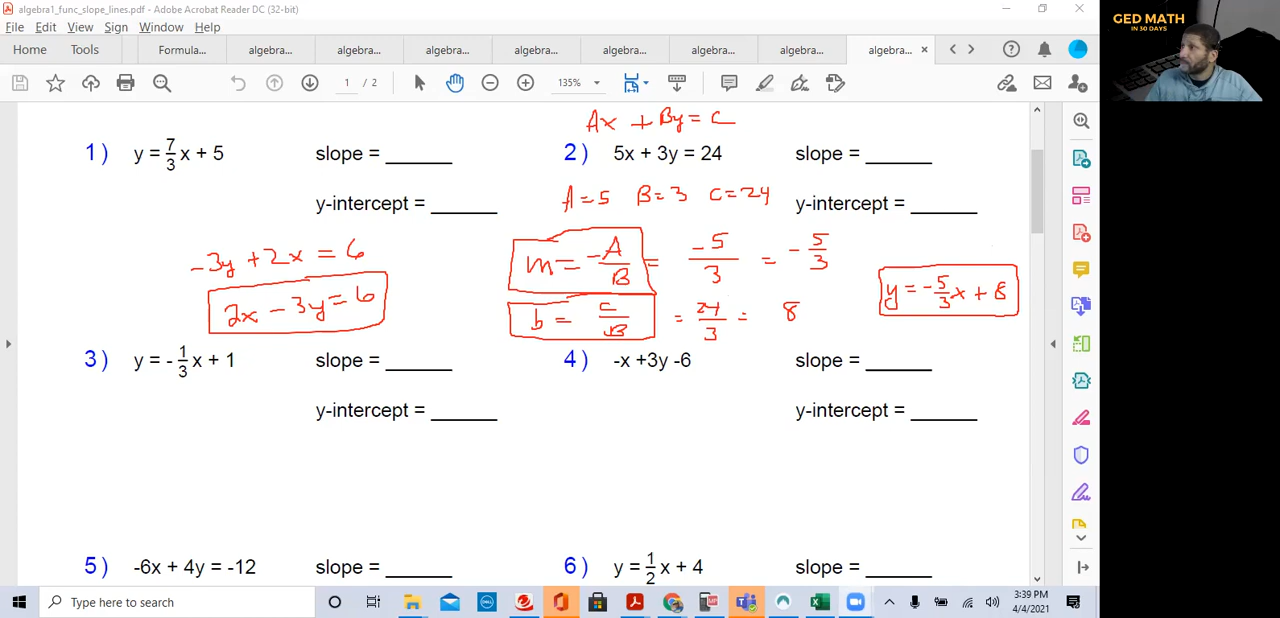 algebra1_func_slope_lines.pdf - Adobe Acrobat Reader DC (32-bit)
File Edit View Sign Window Help
Home Tools Formula... algebra... algebra... algebra... algebra... algebra... algebra... algebra... algebra... ×
1 / 2 135%
GED MATH
IN 30 DAYS
Ax + By = C
1) y = 7/3 x + 5 slope = ______ 2) 5x + 3y = 24 slope = ______
y-intercept = ______ A = 5 B = 3 C = 24 y-intercept = ______
-3y + 2x = 6 m = -A/B = -5/3 = -5/3
2x - 3y = 6 b = C/B = 24/3 = 8 y = -5/3 x + 8
3) y = - 1/3 x + 1 slope = ______ 4) -x +3y -6 slope = ______
y-intercept = ______ y-intercept = ______
5) -6x + 4y = -12 slope = ______ 6) y = 1/2 x + 4 slope = ______
Type here to search
3:39 PM
4/4/2021